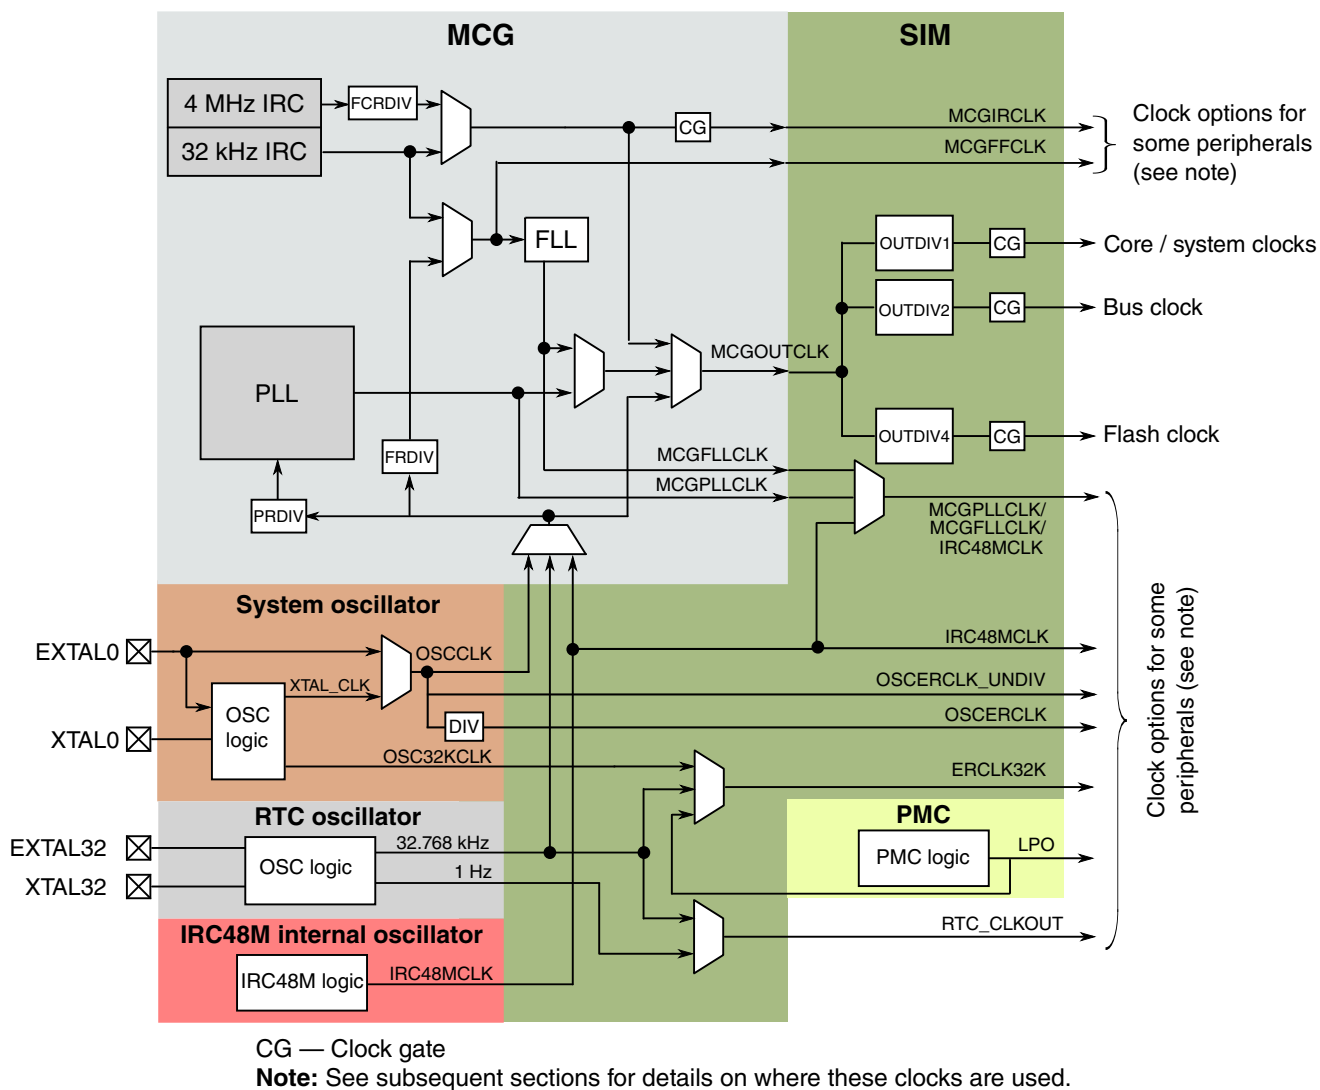 MCG
SIM
4 MHz IRC
FCRDIV
32 kHz IRC
CG
MCGIRCLK
MCGFFCLK
Clock options for
some peripherals
(see note)
FLL
OUTDIV1
CG
Core / system clocks
OUTDIV2
CG
Bus clock
MCGOUTCLK
PLL
OUTDIV4
CG
Flash clock
FRDIV
MCGFLLCLK
MCGPLLCLK
PRDIV
MCGPLLCLK/
MCGFLLCLK/
IRC48MCLK
System oscillator
EXTAL0
OSCCLK
IRC48MCLK
XTAL_CLK
OSCERCLK_UNDIV
OSC
logic
DIV
OSCERCLK
XTAL0
OSC32KCLK
ERCLK32K
Clock options for some
peripherals (see note)
RTC oscillator
PMC
EXTAL32
32.768 kHz
OSC logic
PMC logic
LPO
XTAL32
1 Hz
RTC_CLKOUT
IRC48M internal oscillator
IRC48M logic
IRC48MCLK
CG — Clock gate
Note: See subsequent sections for details on where these clocks are used.